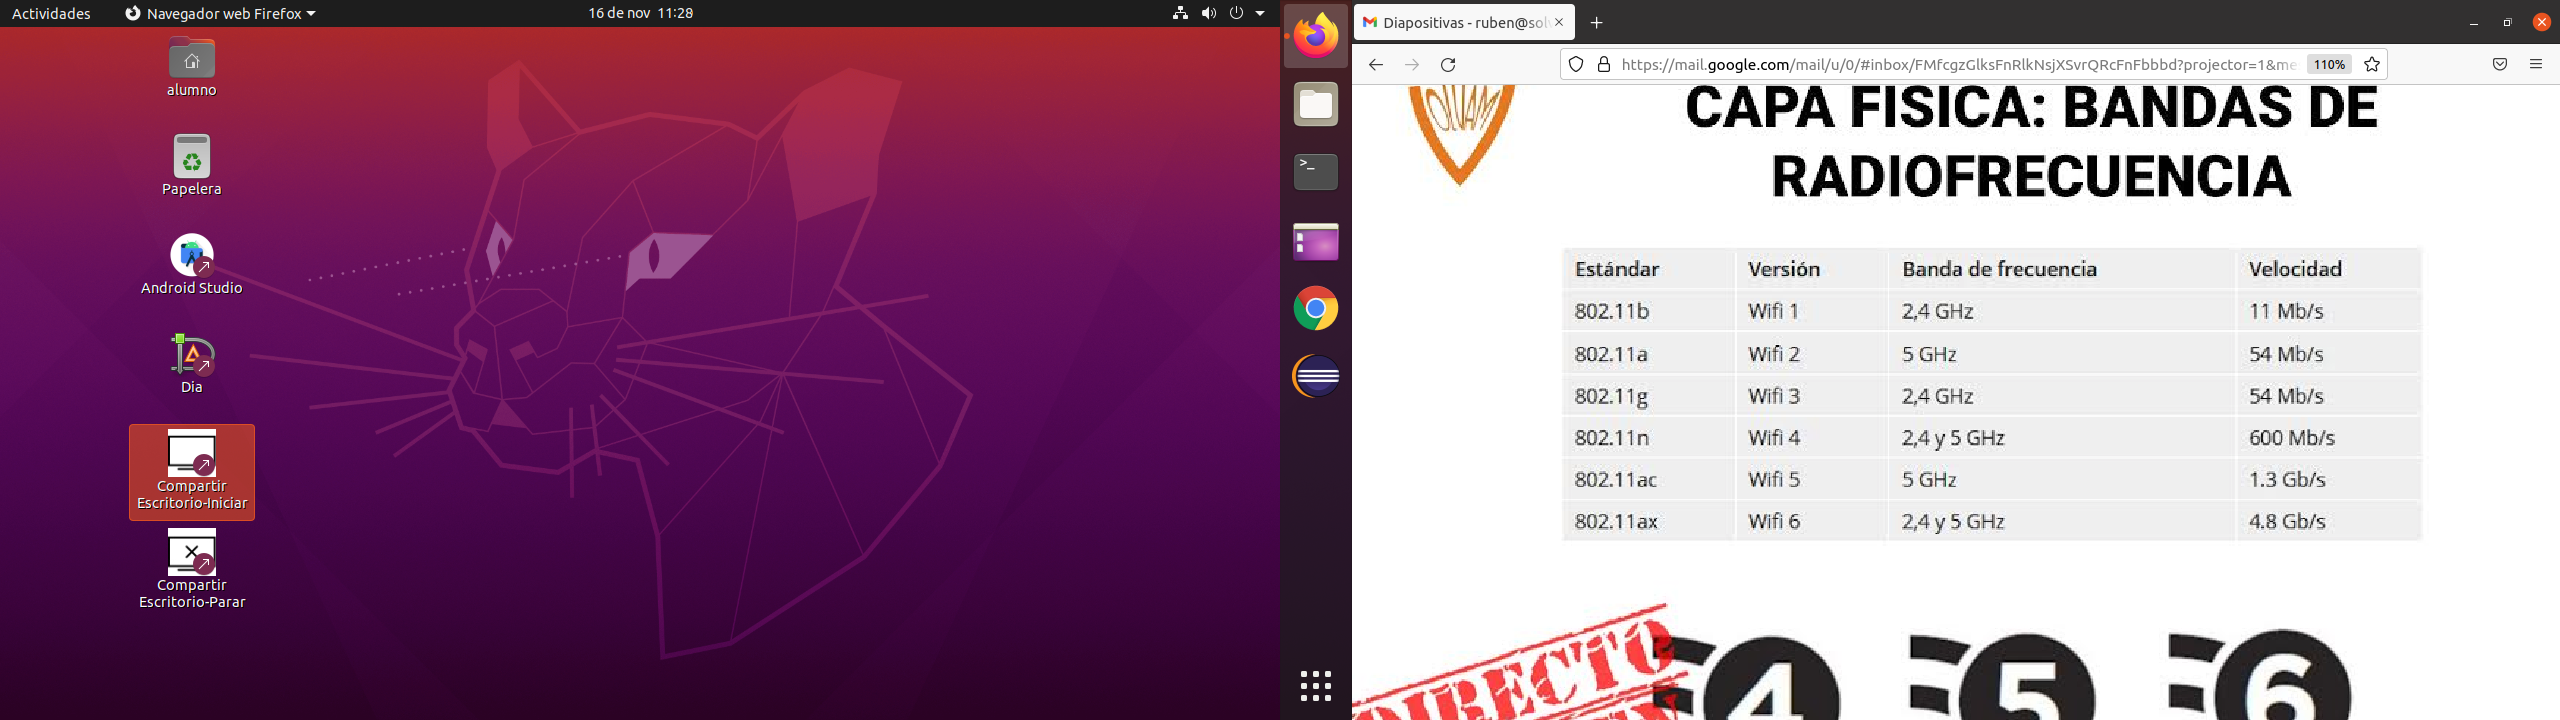 Actividades
Navegador web Firefox
16 de nov 11:28
alumno
Papelera
Android Studio
Dia
Compartir
Escritorio-Iniciar
Compartir
Escritorio-Parar
>_
Diapositivas - ruben@sol
https://mail.google.com/mail/u/0/#inbox/FMfcgzGlksFnRlkNsjXSvrQRcFnFbbbd?projector=1&me
110%
CAPA FISICA: BANDAS DE
RADIOFRECUENCIA
Estándar Versión Banda de frecuencia Velocidad
802.11b Wifi 1 2,4 GHz 11 Mb/s
802.11a Wifi 2 5 GHz 54 Mb/s
802.11g Wifi 3 2,4 GHz 54 Mb/s
802.11n Wifi 4 2,4 y 5 GHz 600 Mb/s
802.11ac Wifi 5 5 GHz 1.3 Gb/s
802.11ax Wifi 6 2,4 y 5 GHz 4.8 Gb/s
DIRECTO
4 5 6